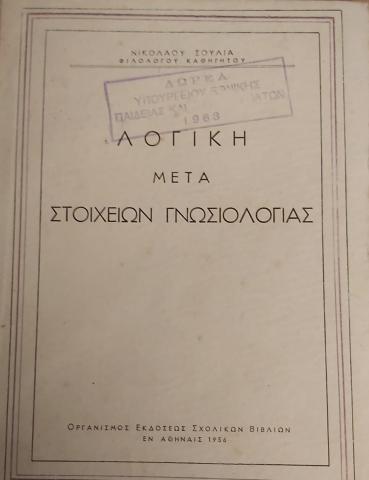 ΝΙΚΟΛΑΟΥ ΣΟΥΛΙΑ
ΦΙΛΟΛΟΓΟΥ ΚΑΘΗΓΗΤΟΥ
ΔΩΡΕΑ
ΥΠΟΥΡΓΕΙΟΥ
ΠΑΙΔΕΙΑΣ ΚΑΙ
1963
ΛΟΓΙΚΗ
ΜΕΤΑ
ΣΤΟΙΧΕΙΩΝ ΓΝΩΣΙΟΛΟΓΙΑΣ
ΟΡΓΑΝΙΣΜΟΣ ΕΚΔΟΣΕΩΣ ΣΧΟΛΙΚΩΝ ΒΙΒΛΙΩΝ
ΕΝ ΑΘΗΝΑΙΣ 1956